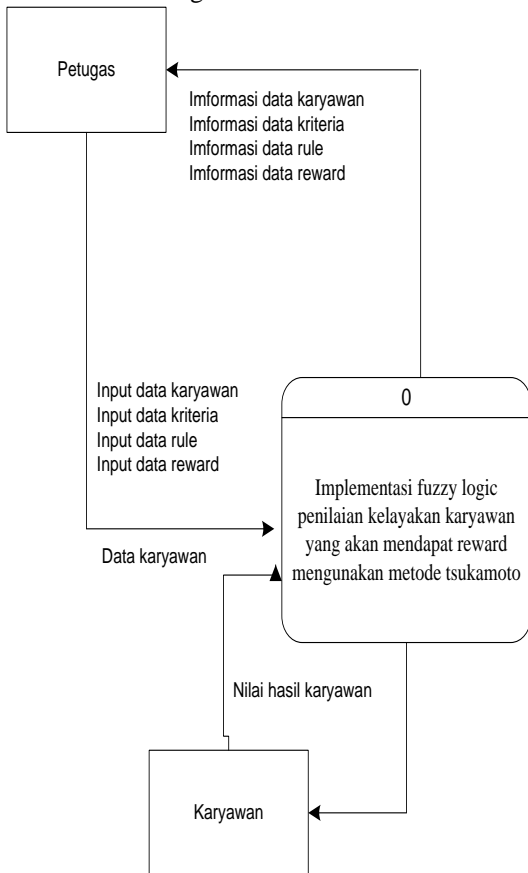 Petugas
Imformasi data karyawan
Imformasi data kriteria
Imformasi data rule
Imformasi data reward
Input data karyawan
Input data kriteria
Input data rule
Input data reward
0
Implementasi fuzzy logic
penilaian kelayakan karyawan
yang akan mendapat reward
mengunakan metode tsukamoto
Data karyawan
Nilai hasil karyawan
Karyawan